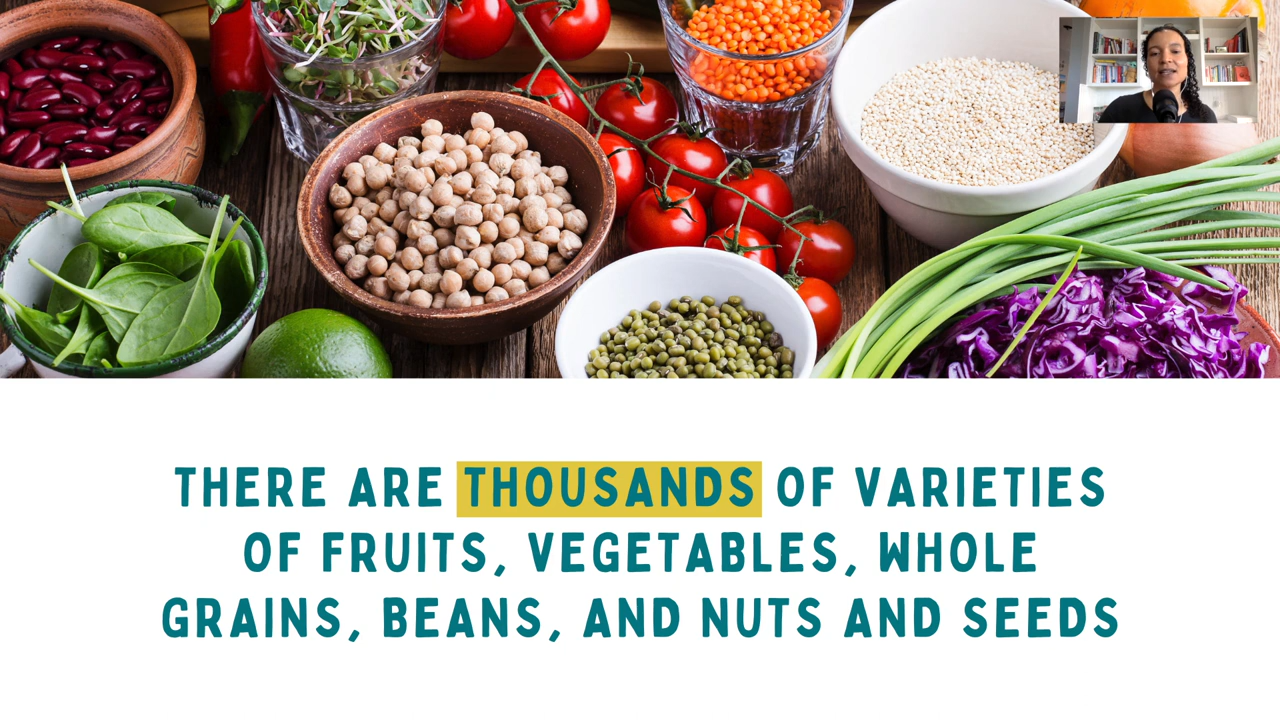 THERE ARE THOUSANDS OF VARIETIES
OF FRUITS, VEGETABLES, WHOLE
GRAINS, BEANS, AND NUTS AND SEEDS